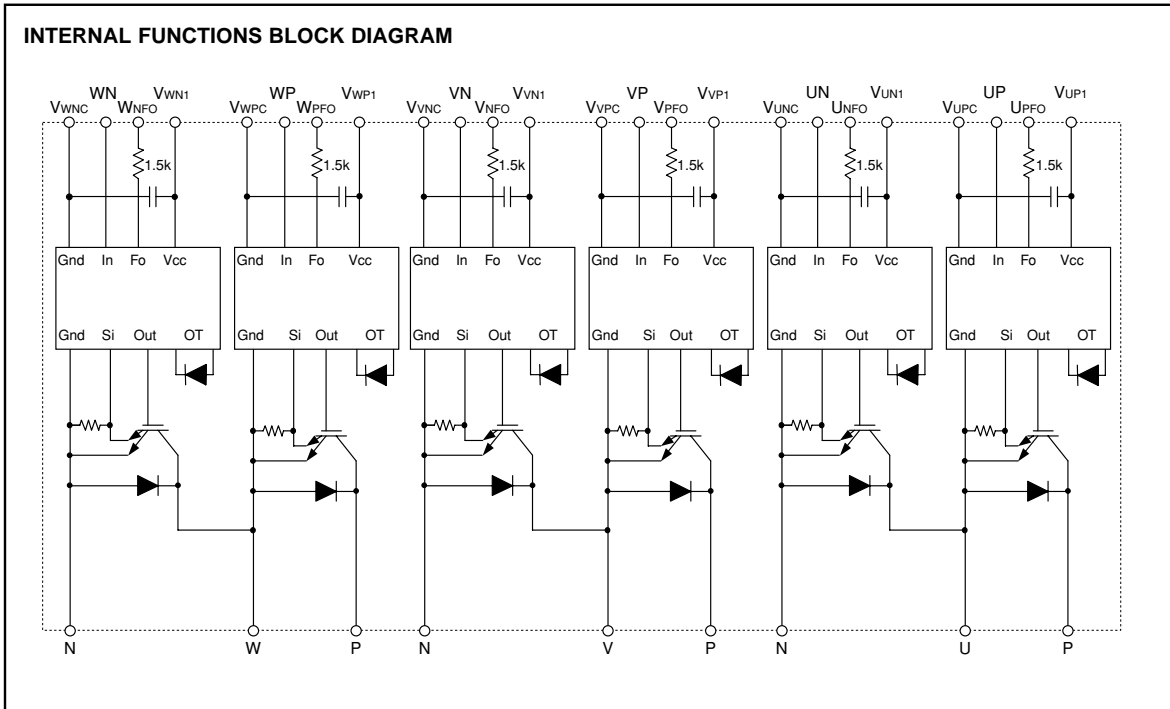 INTERNAL FUNCTIONS BLOCK DIAGRAM
WN VWN1 WP VWP1 VN VVN1 VP VVP1 UN VUN1 UP VUP1
VWNC WNFO VWPC WPFO VVNC VNFO VVPC VPFO VUNC UNFO VUPC UPFO
1.5k 1.5k 1.5k 1.5k 1.5k 1.5k
Gnd In Fo Vcc Gnd In Fo Vcc Gnd In Fo Vcc Gnd In Fo Vcc Gnd In Fo Vcc Gnd In Fo Vcc
Gnd Si Out OT Gnd Si Out OT Gnd Si Out OT Gnd Si Out OT Gnd Si Out OT Gnd Si Out OT
N W P N V P N U P